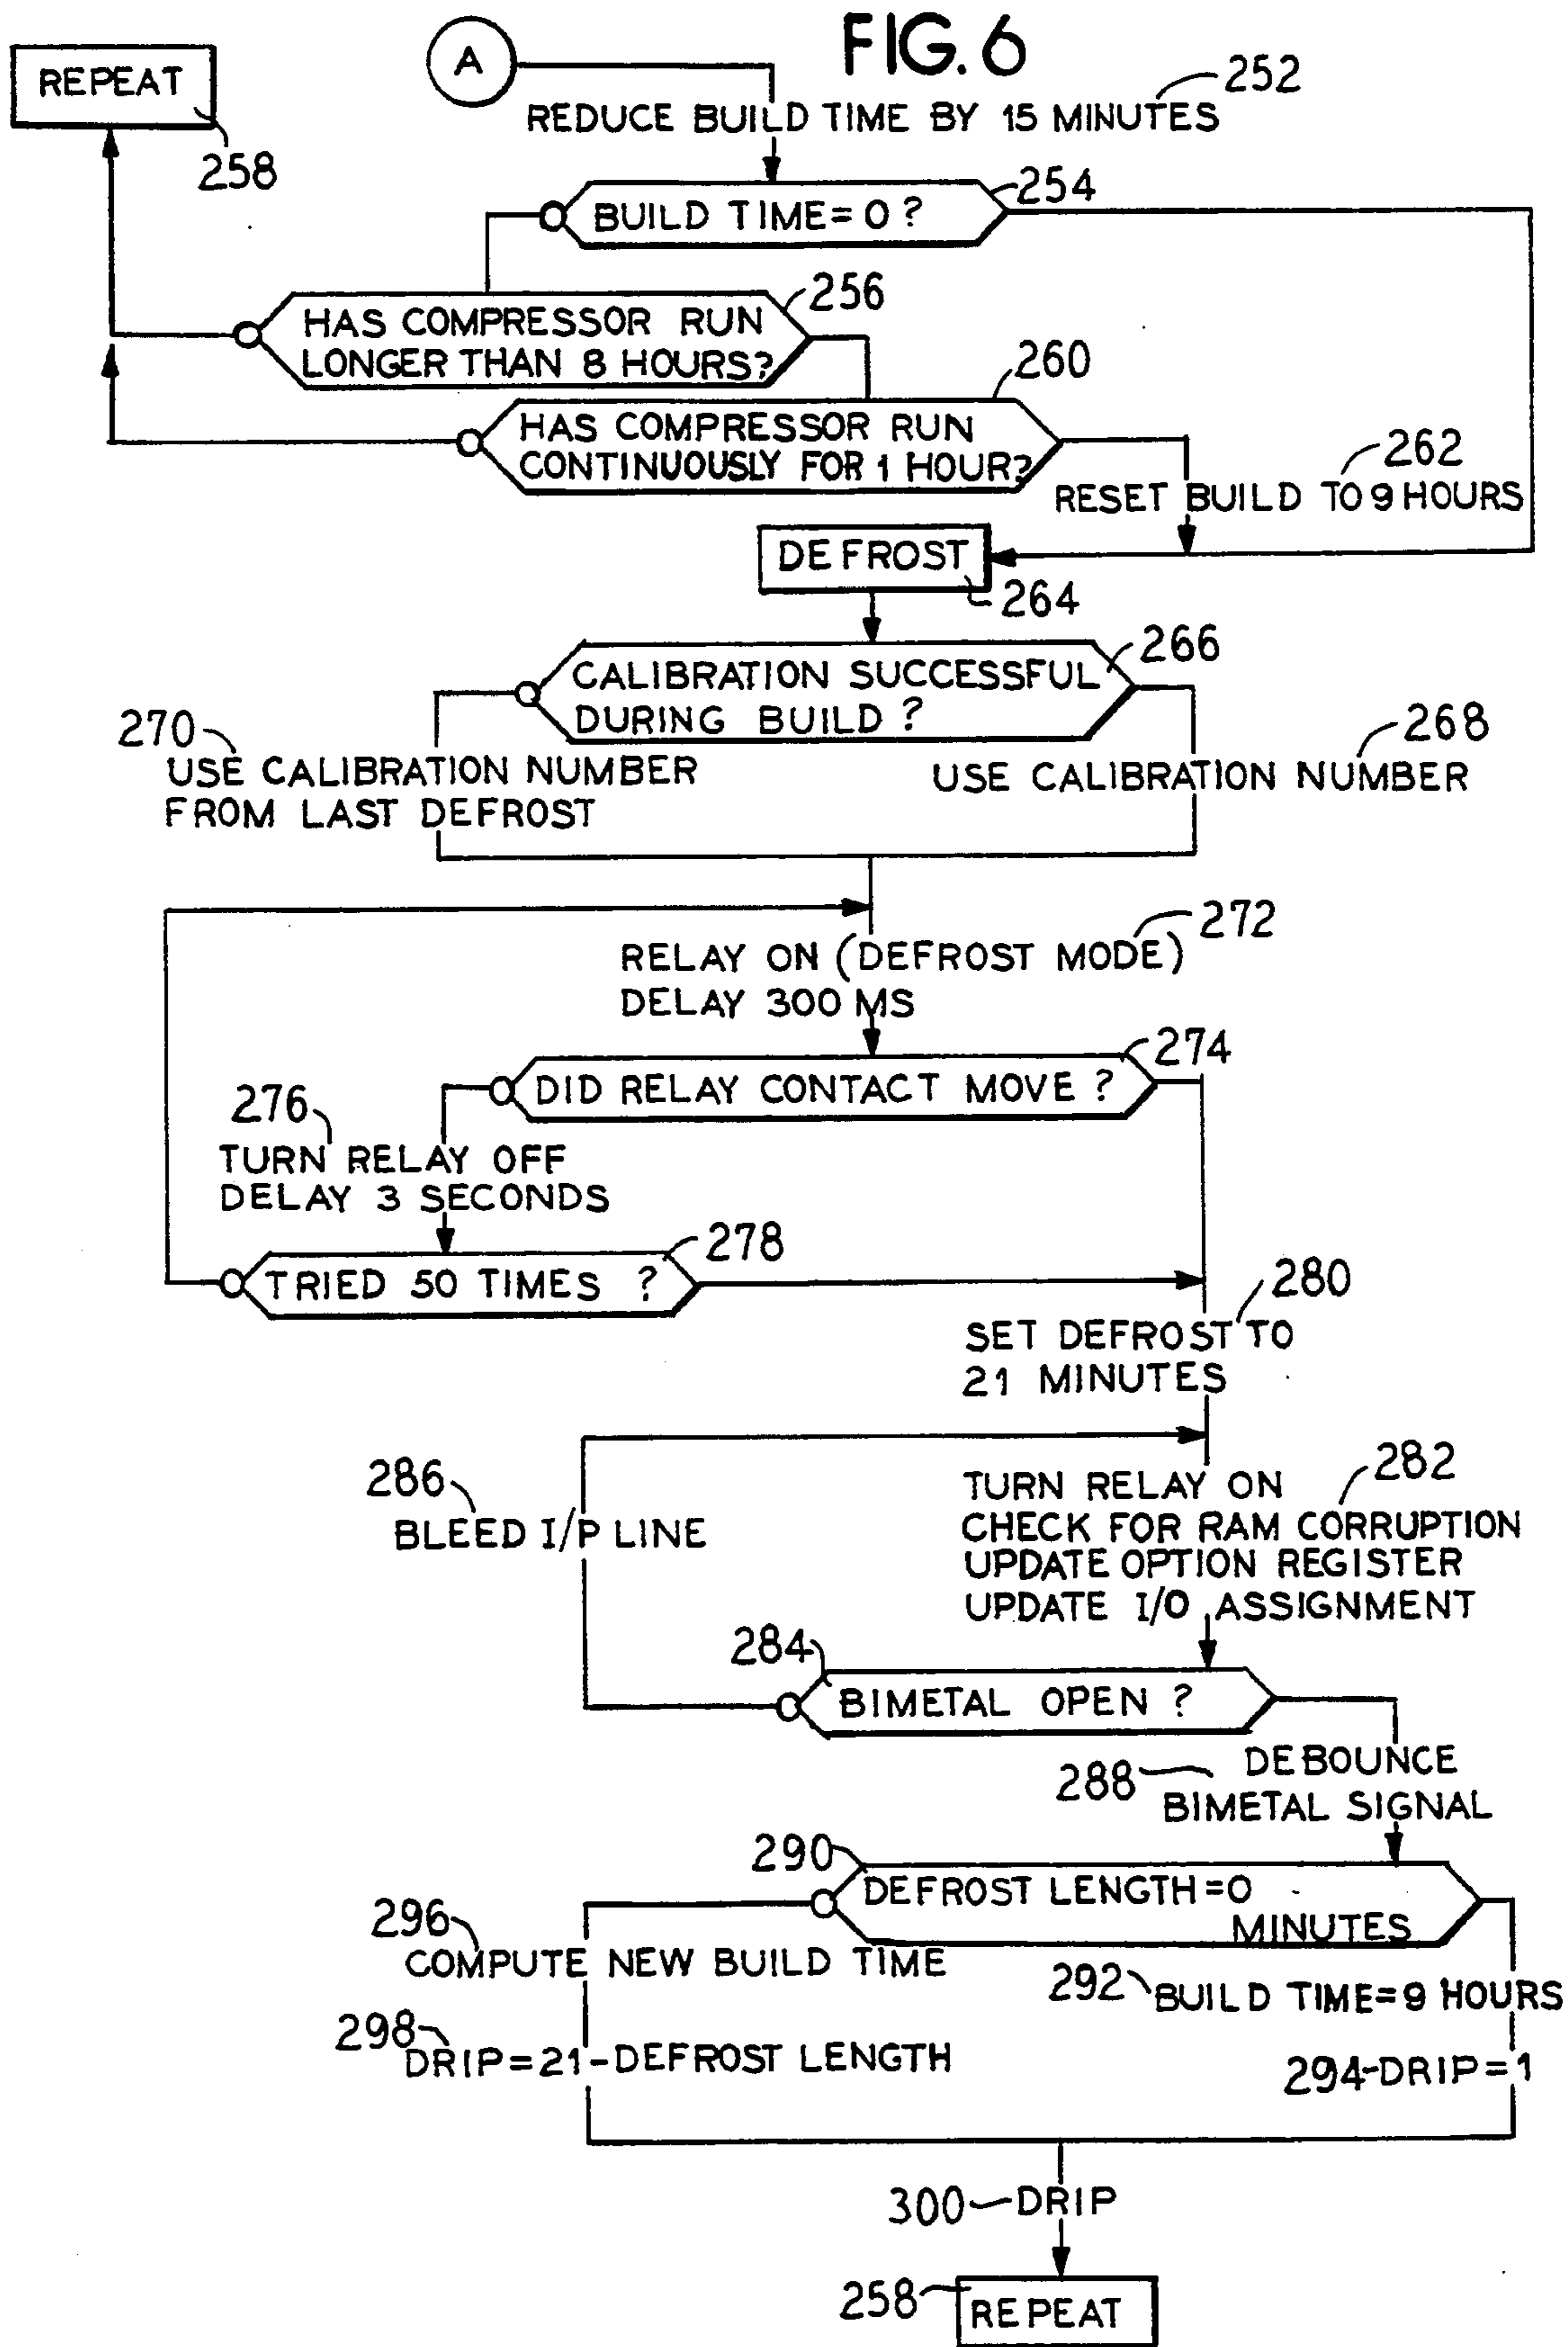 FIG. 6
REPEAT
258
A
252
REDUCE BUILD TIME BY 15 MINUTES
254
BUILD TIME=0?
256
HAS COMPRESSOR RUN
LONGER THAN 8 HOURS?
260
HAS COMPRESSOR RUN
CONTINUOUSLY FOR 1 HOUR?
262
RESET BUILD TO 9 HOURS
DEFROST
264
266
CALIBRATION SUCCESSFUL
DURING BUILD?
270
USE CALIBRATION NUMBER
FROM LAST DEFROST
268
USE CALIBRATION NUMBER
272
RELAY ON (DEFROST MODE)
DELAY 300 MS
274
DID RELAY CONTACT MOVE?
276
TURN RELAY OFF
DELAY 3 SECONDS
278
TRIED 50 TIMES ?
280
SET DEFROST TO
21 MINUTES
286
BLEED I/P LINE
282
TURN RELAY ON
CHECK FOR RAM CORRUPTION
UPDATE OPTION REGISTER
UPDATE I/O ASSIGNMENT
284
BIMETAL OPEN ?
288
DEBOUNCE
BIMETAL SIGNAL
290
DEFROST LENGTH=0
MINUTES
296
COMPUTE NEW BUILD TIME
292 BUILD TIME=9 HOURS
298
DRIP=21-DEFROST LENGTH
294-DRIP=1
300 DRIP
258 REPEAT